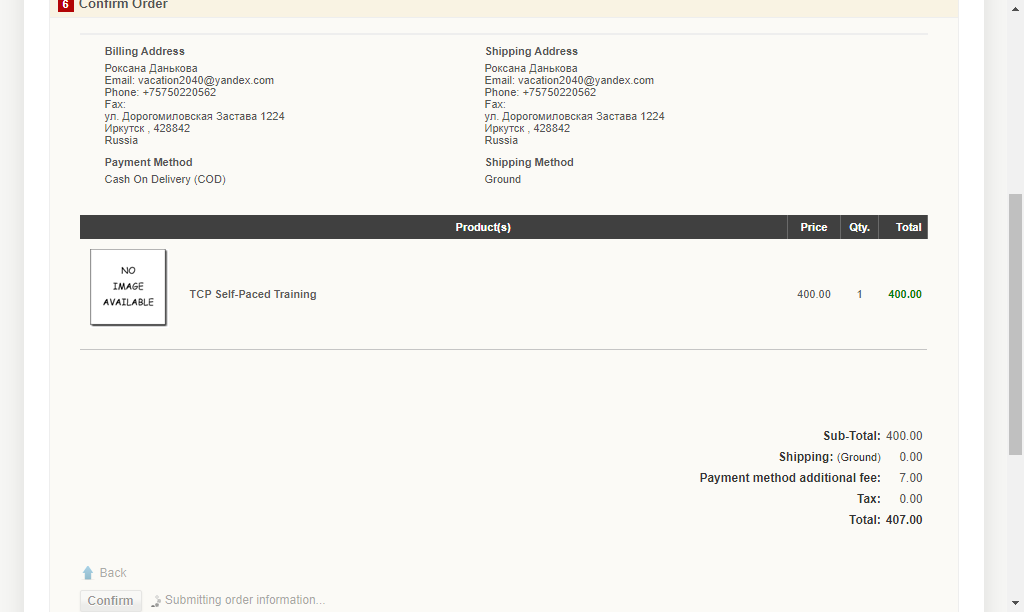 6 Confirm Order
Billing Address
Роксана Данькова
Email: vacation2040@yandex.com
Phone: +75750220562
Fax:
ул. Дорогомиловская Застава 1224
Иркутск , 428842
Russia
Payment Method
Cash On Delivery (COD)
Shipping Address
Роксана Данькова
Email: vacation2040@yandex.com
Phone: +75750220562
Fax:
ул. Дорогомиловская Застава 1224
Иркутск , 428842
Russia
Shipping Method
Ground
Product(s) Price Qty. Total
NO
IMAGE
AVAILABLE
TCP Self-Paced Training 400.00 1 400.00
Sub-Total: 400.00
Shipping: (Ground) 0.00
Payment method additional fee: 7.00
Tax: 0.00
Total: 407.00
Back
Confirm Submitting order information...